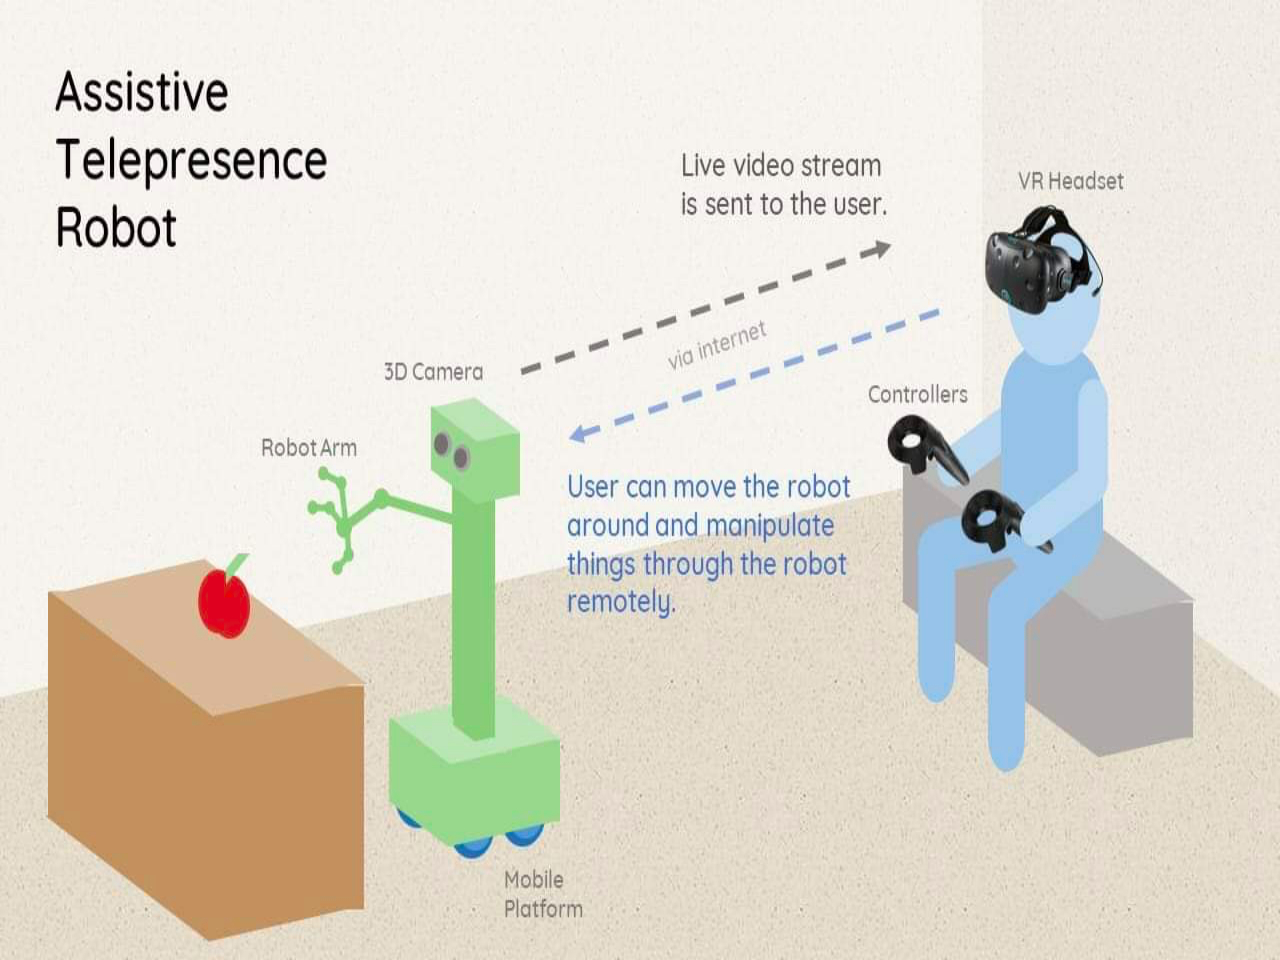 Assistive
Telepresence
Robot
Live video stream
is sent to the user.
VR Headset
via internet
3D Camera
Controllers
Robot Arm
User can move the robot
around and manipulate
things through the robot
remotely.
Mobile
Platform